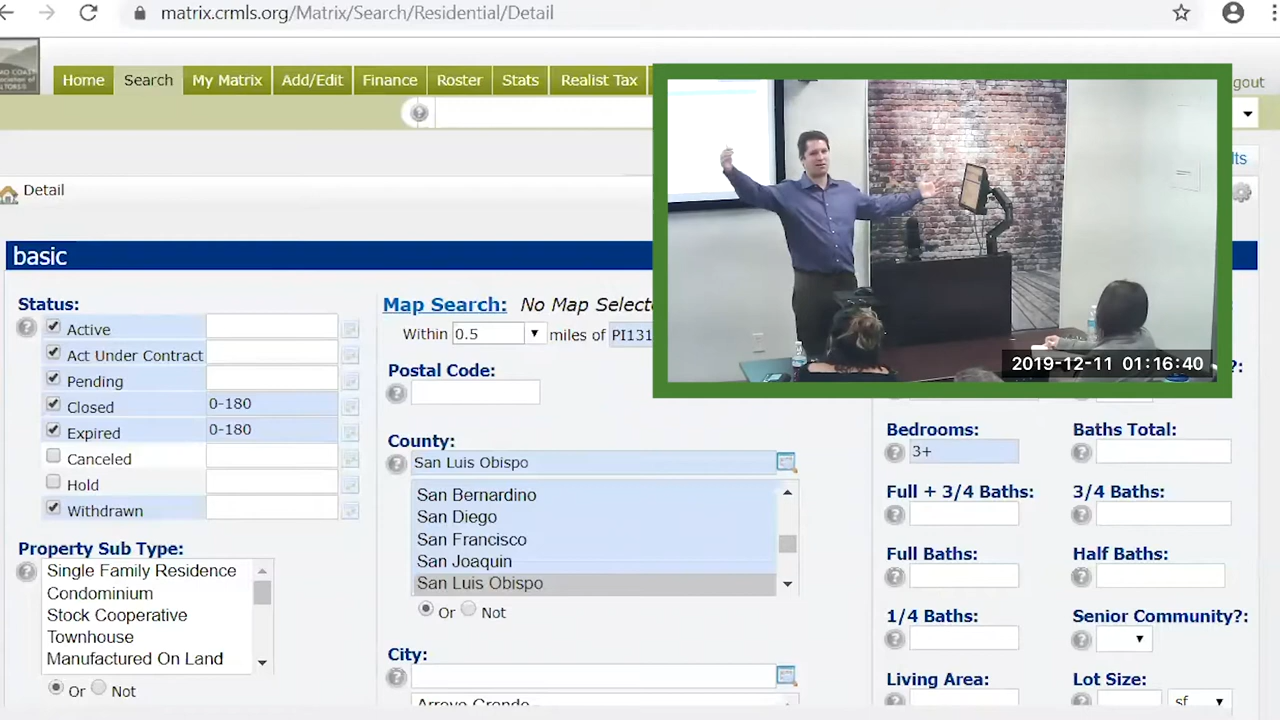 matrix.crmls.org/Matrix/Search/Residential/Detail
Home Search My Matrix Add/Edit Finance Roster Stats Realist Tax
Detail
basic
Status:
Active
Act Under Contract
Pending
Closed 0-180
Expired 0-180
Canceled
Hold
Withdrawn
Property Sub Type:
Single Family Residence
Condominium
Stock Cooperative
Townhouse
Manufactured On Land
Or Not
Map Search: No Map Select
Within 0.5 miles of PI131
Postal Code:
County:
San Luis Obispo
San Bernardino
San Diego
San Francisco
San Joaquin
San Luis Obispo
Or Not
City:
Arroyo Grande
2019-12-11 01:16:40
Bedrooms:
3+
Baths Total:
Full + 3/4 Baths:
3/4 Baths:
Full Baths:
Half Baths:
1/4 Baths:
Senior Community?:
Living Area:
Lot Size:
sf